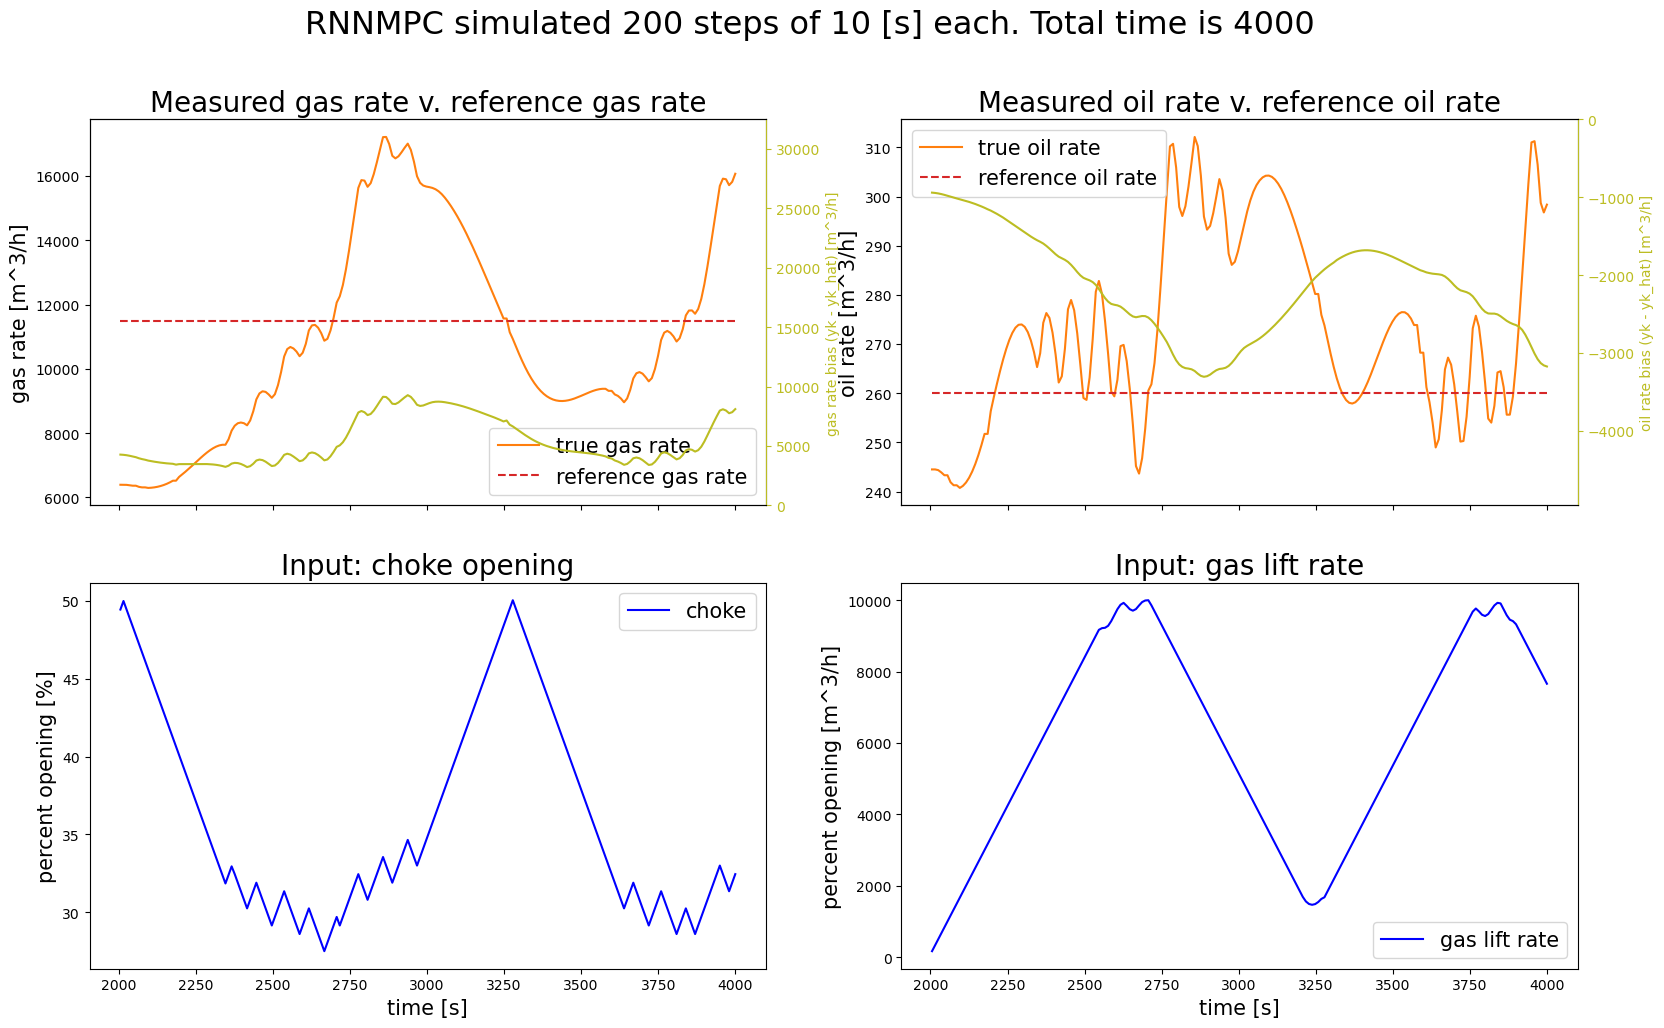 RNNMPC simulated 200 steps of 10 [s] each. Total time is 4000
Measured gas rate v. reference gas rate
gas rate [m^3/h]
16000
14000
12000
10000
8000
6000
30000
25000
20000
15000
10000
5000
0
gas rate bias (yk - yk_hat) [m^3/h]
true gas rate
reference gas rate
Measured oil rate v. reference oil rate
oil rate [m^3/h]
310
300
290
280
270
260
250
240
0
−1000
−2000
−3000
−4000
oil rate bias (yk - yk_hat) [m^3/h]
true oil rate
reference oil rate
Input: choke opening
percent opening [%]
50
45
40
35
30
choke
2000
2250
2500
2750
3000
3250
3500
3750
4000
time [s]
Input: gas lift rate
percent opening [m^3/h]
10000
8000
6000
4000
2000
0
gas lift rate
2000
2250
2500
2750
3000
3250
3500
3750
4000
time [s]